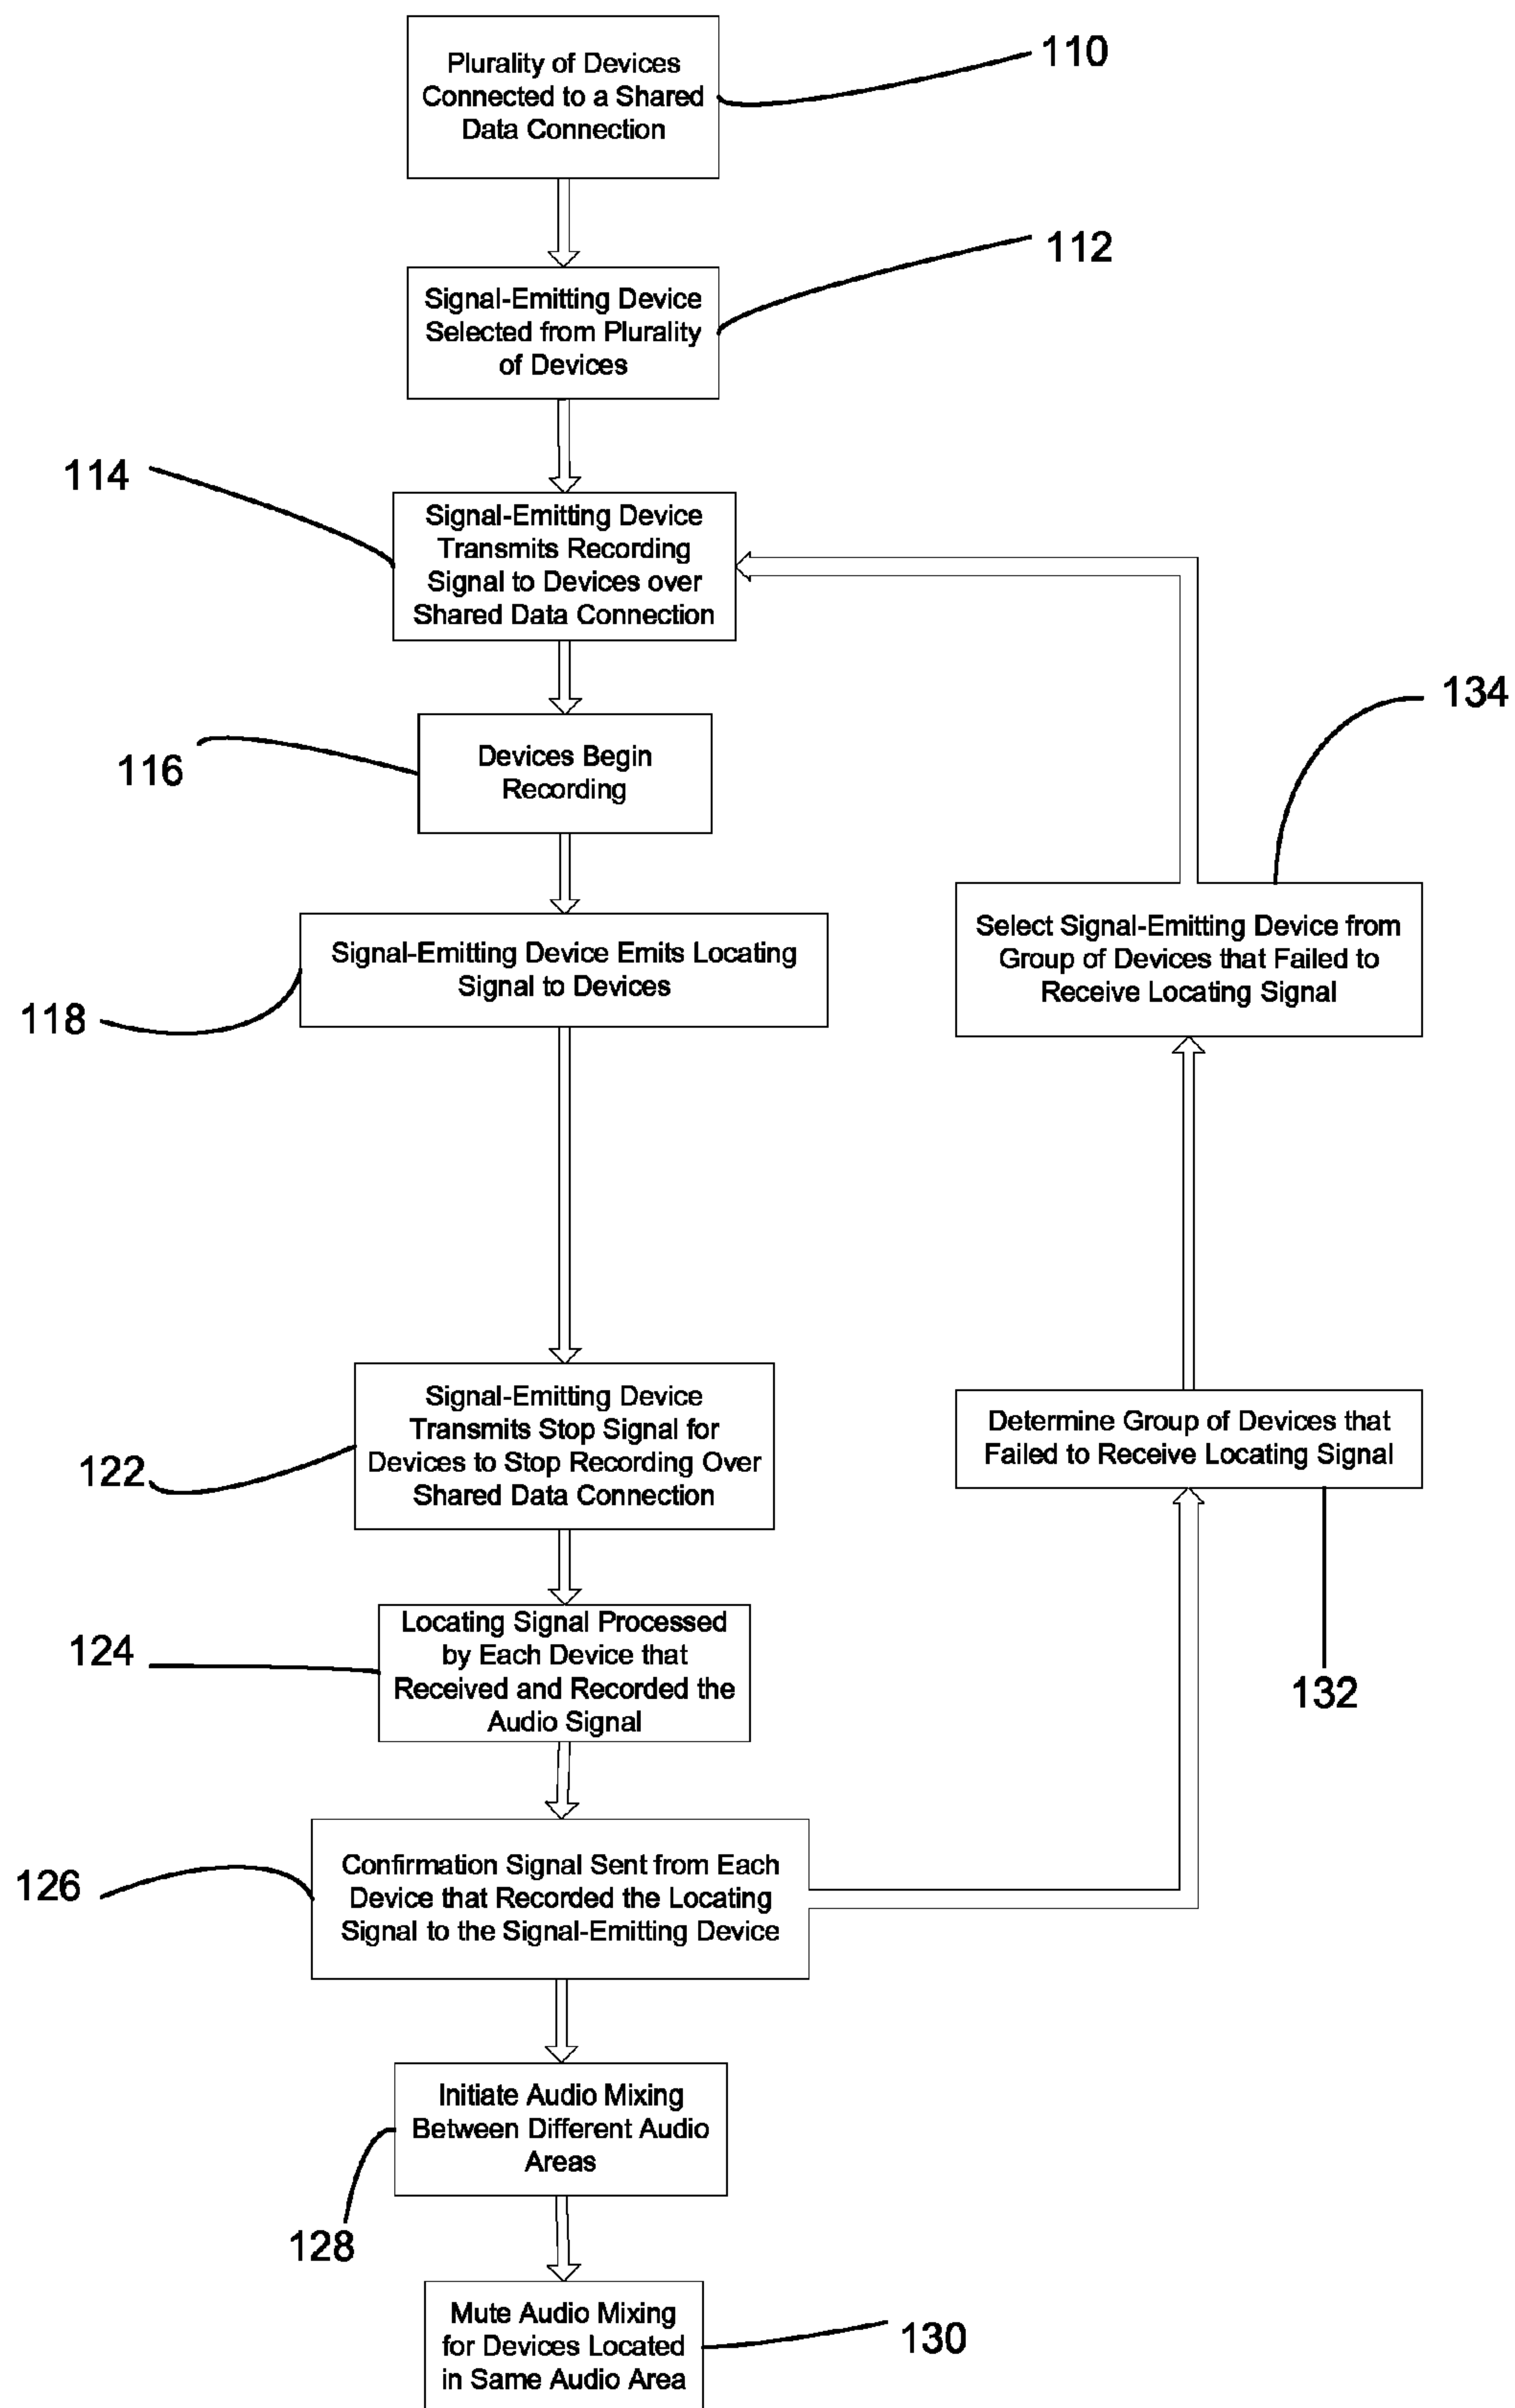 Plurality of Devices
Connected to a Shared
Data Connection
110
Signal-Emitting Device
Selected from Plurality
of Devices
112
114
Signal-Emitting Device
Transmits Recording
Signal to Devices over
Shared Data Connection
116
Devices Begin
Recording
134
118
Signal-Emitting Device Emits Locating
Signal to Devices
Select Signal-Emitting Device from
Group of Devices that Failed to
Receive Locating Signal
122
Signal-Emitting Device
Transmits Stop Signal for
Devices to Stop Recording Over
Shared Data Connection
Determine Group of Devices that
Failed to Receive Locating Signal
132
124
Locating Signal Processed
by Each Device that
Received and Recorded the
Audio Signal
126
Confirmation Signal Sent from Each
Device that Recorded the Locating
Signal to the Signal-Emitting Device
Initiate Audio Mixing
Between Different Audio
Areas
128
Mute Audio Mixing
for Devices Located
in Same Audio Area
130